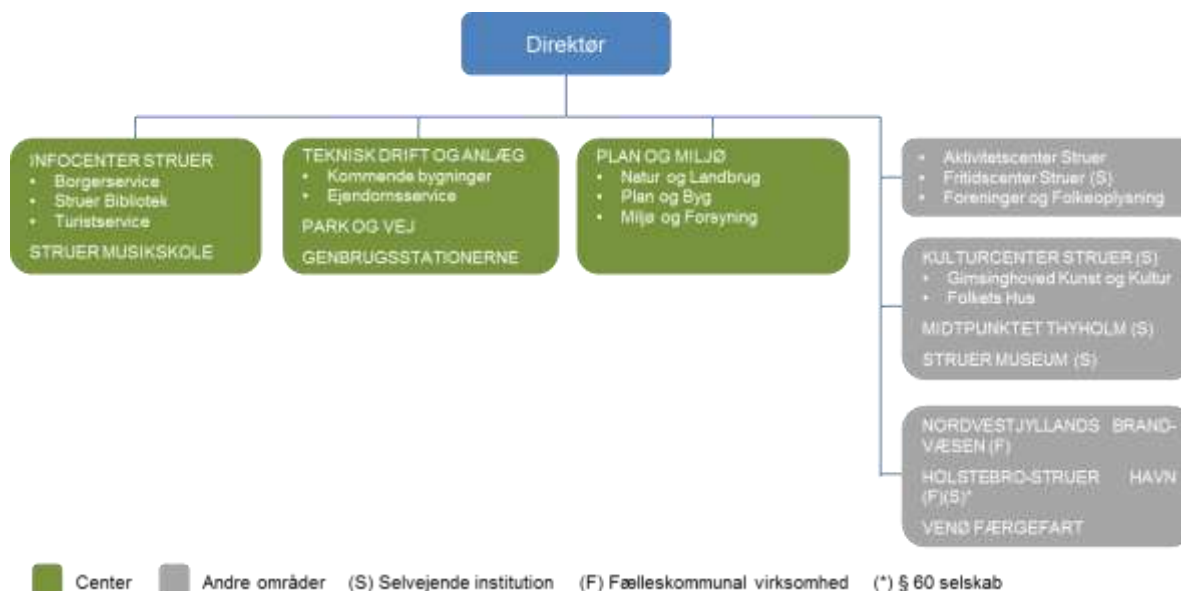 Direktør
INFOCENTER STRUER
• Borgerservice
• Struer Bibliotek
• Turistservice
STRUER MUSIKSKOLE
TEKNISK DRIFT OG ANLÆG
• Kommende bygninger
• Ejendomsservice
PARK OG VEJ
GENBRUGSSTATIONERNE
PLAN OG MILJØ
• Natur og Landbrug
• Plan og Byg
• Miljø og Forsyning
• Aktivitetscenter Struer
• Fritidscenter Struer (S)
• Foreninger og Folkeoplysning
KULTURCENTER STRUER (S)
• Gimsinghoved Kunst og Kultur
• Folkets Hus
MIDTPUNKTET THYHOLM (S)
STRUER MUSEUM (S)
NORDVESTJYLLANDS BRAND-
VÆSEN (F)
HOLSTEBRO-STRUER HAVN
(F)(S)*
VENØ FÆRGEFART
Center Andre områder (S) Selvejende institution (F) Fælleskommunal virksomhed (*) § 60 selskab